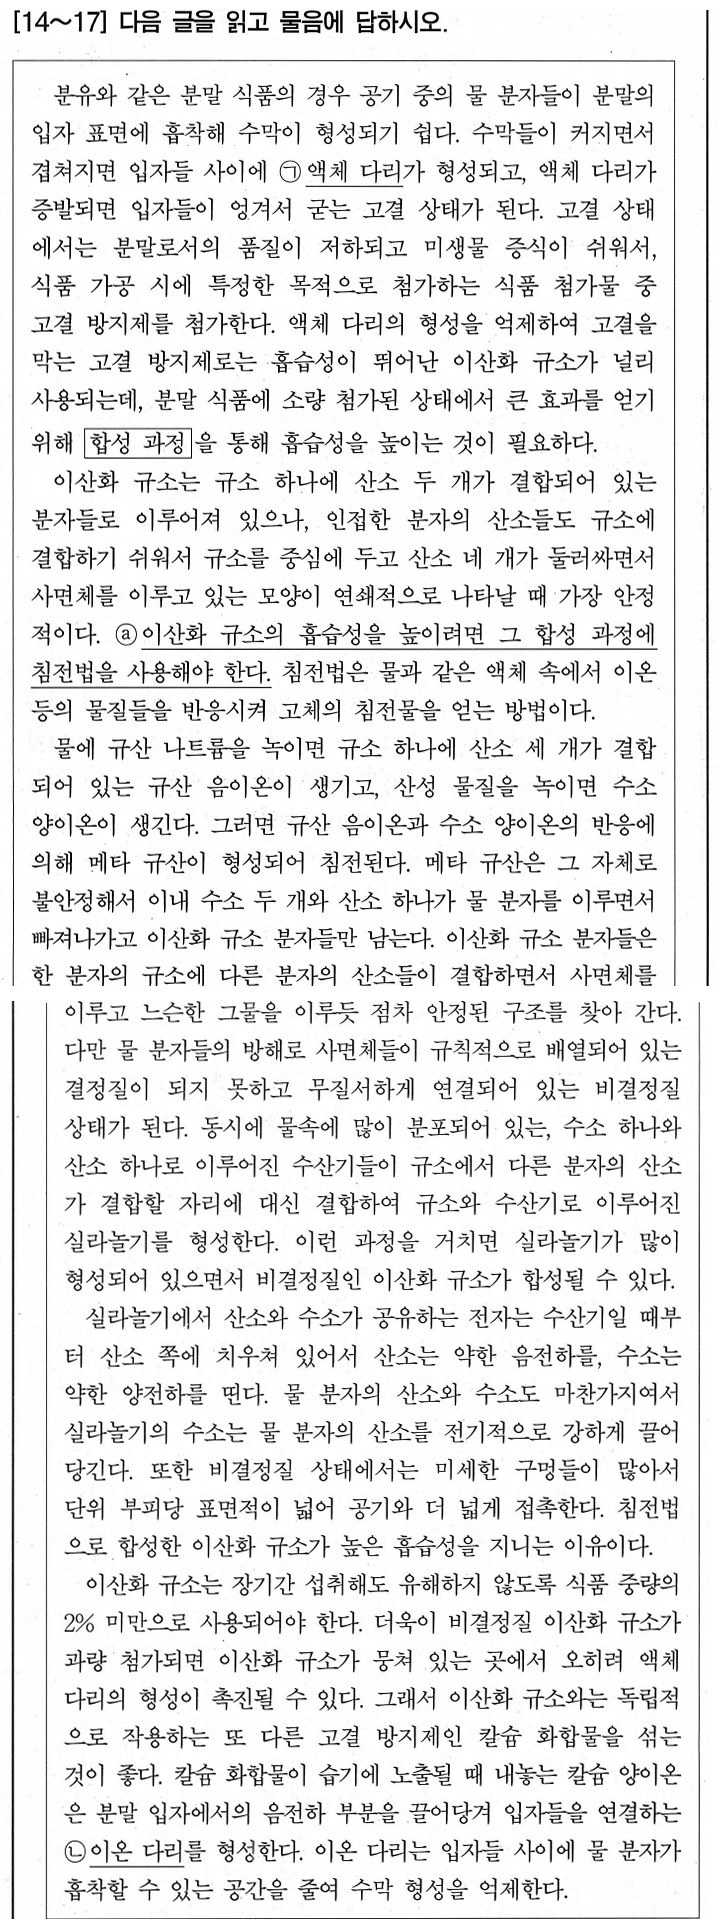 [14～17] 다음 글을 읽고 물음에 답하시오.
분유와 같은 분말 식품의 경우 공기 중의 물 분자들이 분말의
입자 표면에 흡착해 수막이 형성되기 쉽다. 수막들이 커지면서
겹쳐지면 입자들 사이에 ㉠액체 다리가 형성되고, 액체 다리가
증발되면 입자들이 엉겨서 굳는 고결 상태가 된다. 고결 상태
에서는 분말로서의 품질이 저하되고 미생물 증식이 쉬워서,
식품 가공 시에 특정한 목적으로 첨가하는 식품 첨가물 중
고결 방지제를 첨가한다. 액체 다리의 형성을 억제하여 고결을
막는 고결 방지제로는 흡습성이 뛰어난 이산화 규소가 널리
사용되는데, 분말 식품에 소량 첨가된 상태에서 큰 효과를 얻기
위해 합성 과정을 통해 흡습성을 높이는 것이 필요하다.
이산화 규소는 규소 하나에 산소 두 개가 결합되어 있는
분자들로 이루어져 있으나, 인접한 분자의 산소들도 규소에
결합하기 쉬워서 규소를 중심에 두고 산소 네 개가 둘러싸면서
사면체를 이루고 있는 모양이 연쇄적으로 나타날 때 가장 안정
적이다. ⓐ이산화 규소의 흡습성을 높이려면 그 합성 과정에
침전법을 사용해야 한다. 침전법은 물과 같은 액체 속에서 이온
등의 물질들을 반응시켜 고체의 침전물을 얻는 방법이다.
물에 규산 나트륨을 녹이면 규소 하나에 산소 세 개가 결합
되어 있는 규산 음이온이 생기고, 산성 물질을 녹이면 수소
양이온이 생긴다. 그러면 규산 음이온과 수소 양이온의 반응에
의해 메타 규산이 형성되어 침전된다. 메타 규산은 그 자체로
불안정해서 이내 수소 두 개와 산소 하나가 물 분자를 이루면서
빠져나가고 이산화 규소 분자들만 남는다. 이산화 규소 분자들은
한 분자의 규소에 다른 분자의 산소들이 결합하면서 사면체를
이루고 느슨한 그물을 이루듯 점차 안정된 구조를 찾아 간다.
다만 물 분자들의 방해로 사면체들이 규칙적으로 배열되어 있는
결정질이 되지 못하고 무질서하게 연결되어 있는 비결정질
상태가 된다. 동시에 물속에 많이 분포되어 있는, 수소 하나와
산소 하나로 이루어진 수산기들이 규소에서 다른 분자의 산소
가 결합할 자리에 대신 결합하여 규소와 수산기로 이루어진
실라놀기를 형성한다. 이런 과정을 거치면 실라놀기가 많이
형성되어 있으면서 비결정질인 이산화 규소가 합성될 수 있다.
실라놀기에서 산소와 수소가 공유하는 전자는 수산기일 때부
터 산소 쪽에 치우쳐 있어서 산소는 약한 음전하를, 수소는
약한 양전하를 띤다. 물 분자의 산소와 수소도 마찬가지여서
실라놀기의 수소는 물 분자의 산소를 전기적으로 강하게 끌어
당긴다. 또한 비결정질 상태에서는 미세한 구멍들이 많아서
단위 부피당 표면적이 넓어 공기와 더 넓게 접촉한다. 침전법
으로 합성한 이산화 규소가 높은 흡습성을 지니는 이유이다.
이산화 규소는 장기간 섭취해도 유해하지 않도록 식품 중량의
2% 미만으로 사용되어야 한다. 더욱이 비결정질 이산화 규소가
과량 첨가되면 이산화 규소가 뭉쳐 있는 곳에서 오히려 액체
다리의 형성이 촉진될 수 있다. 그래서 이산화 규소와는 독립적
으로 작용하는 또 다른 고결 방지제인 칼슘 화합물을 섞는
것이 좋다. 칼슘 화합물이 습기에 노출될 때 내놓는 칼슘 양이온
은 분말 입자에서의 음전하 부분을 끌어당겨 입자들을 연결하는
㉡이온 다리를 형성한다. 이온 다리는 입자들 사이에 물 분자가
흡착할 수 있는 공간을 줄여 수막 형성을 억제한다.